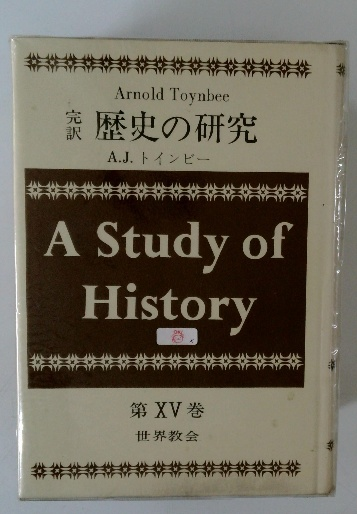 Arnold Toynbee
完訳 歴史の研究
A.J. トインビー
A Study of
History
第 XV 巻
世界教会